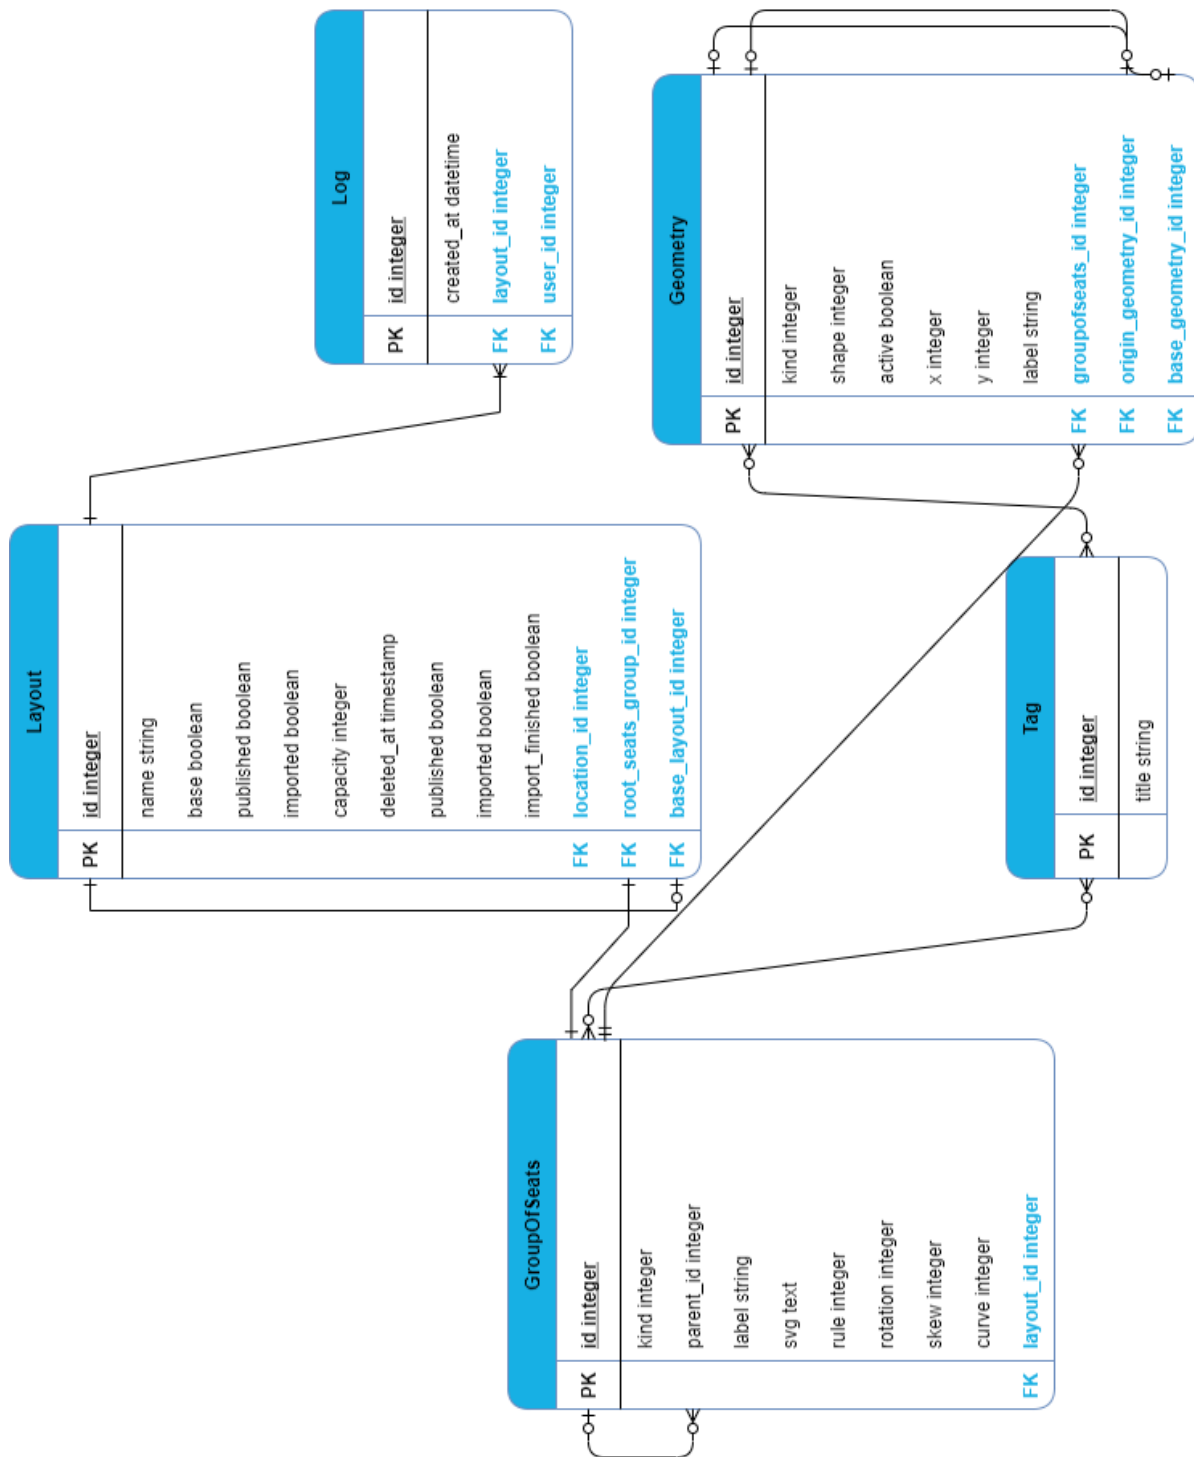 Log
PK id integer
created_at datetime
FK layout_id integer
FK user_id integer
Geometry
PK id integer
kind integer
shape integer
active boolean
x integer
y integer
label string
FK groupofseats_id integer
FK origin_geometry_id integer
FK base_geometry_id integer
Layout
PK id integer
name string
base boolean
published boolean
imported boolean
capacity integer
deleted_at timestamp
published boolean
imported boolean
import_finished boolean
FK location_id integer
FK root_seats_group_id integer
FK base_layout_id integer
Tag
PK id integer
title string
GroupOfSeats
PK id integer
kind integer
parent_id integer
label string
svg text
rule integer
rotation integer
skew integer
curve integer
FK layout_id integer